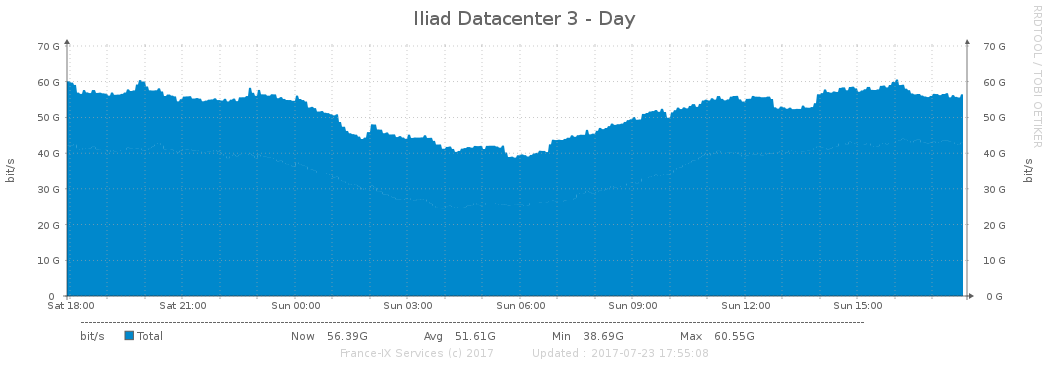 Iliad Datacenter 3 - Day
RRDTOOL / TOBI OETIKER
70 G 70 G
60 G 60 G
50 G 50 G
40 G 40 G
30 G 30 G
20 G 20 G
10 G 10 G
0 0 G
bit/s bit/s
Sat 18:00 Sat 21:00 Sun 00:00 Sun 03:00 Sun 06:00 Sun 09:00 Sun 12:00 Sun 15:00
bit/s Total Now 56.39G Avg 51.61G Min 38.69G Max 60.55G
France-IX Services (c) 2017 Updated : 2017-07-23 17:55:08